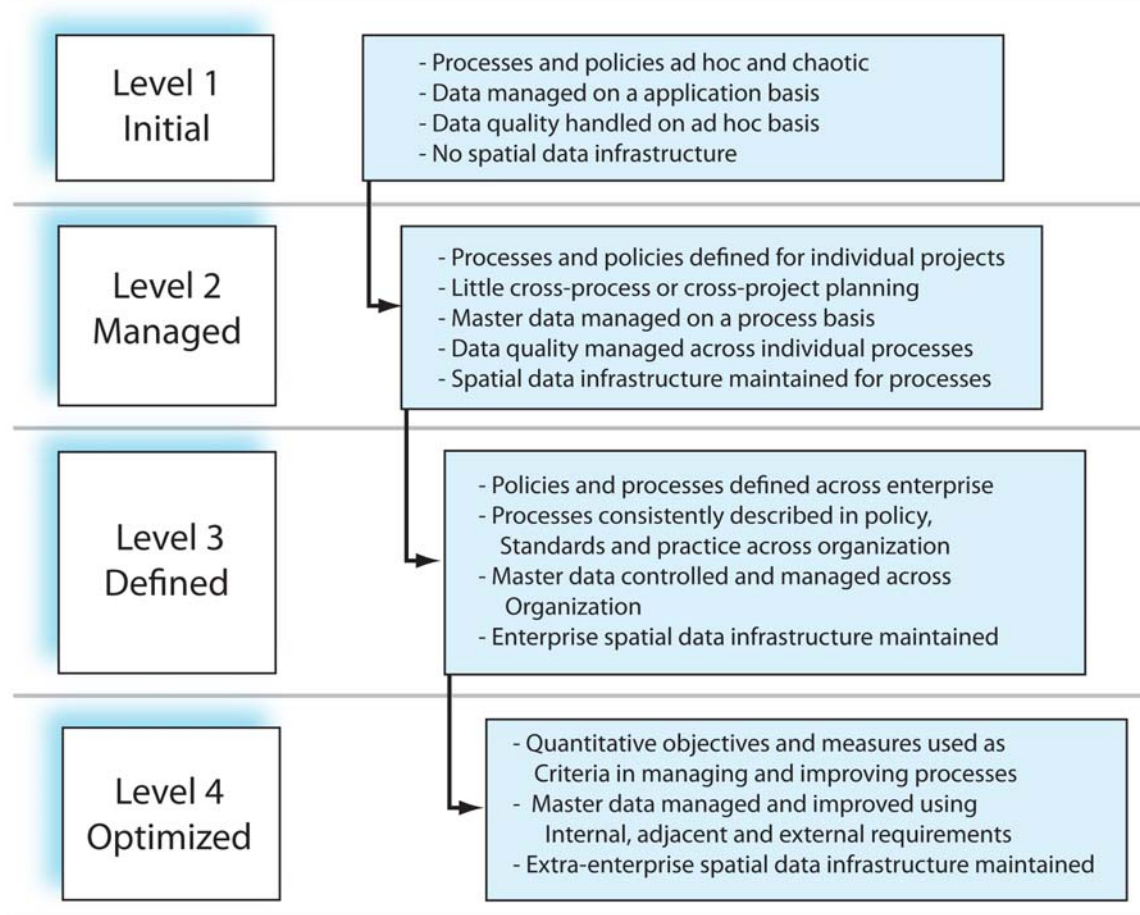 Level 1
Initial
- Processes and policies ad hoc and chaotic
- Data managed on a application basis
- Data quality handled on ad hoc basis
- No spatial data infrastructure
Level 2
Managed
- Processes and policies defined for individual projects
- Little cross-process or cross-project planning
- Master data managed on a process basis
- Data quality managed across individual processes
- Spatial data infrastructure maintained for processes
Level 3
Defined
- Policies and processes defined across enterprise
- Processes consistently described in policy,
Standards and practice across organization
- Master data controlled and managed across
Organization
- Enterprise spatial data infrastructure maintained
Level 4
Optimized
- Quantitative objectives and measures used as
Criteria in managing and improving processes
- Master data managed and improved using
Internal, adjacent and external requirements
- Extra-enterprise spatial data infrastructure maintained